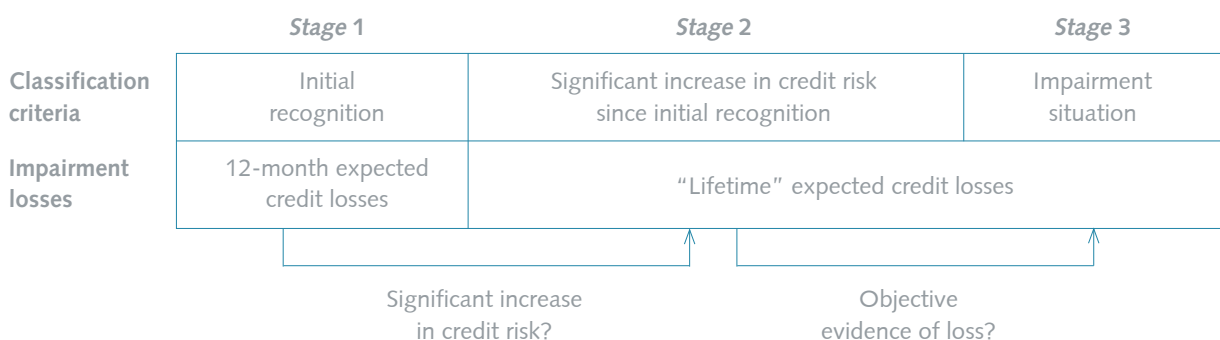 Stage 1
Stage 2
Stage 3
Classification
criteria
Initial
recognition
Significant increase in credit risk
since initial recognition
Impairment
situation
Impairment
losses
12-month expected
credit losses
“Lifetime” expected credit losses
Significant increase
in credit risk?
Objective
evidence of loss?